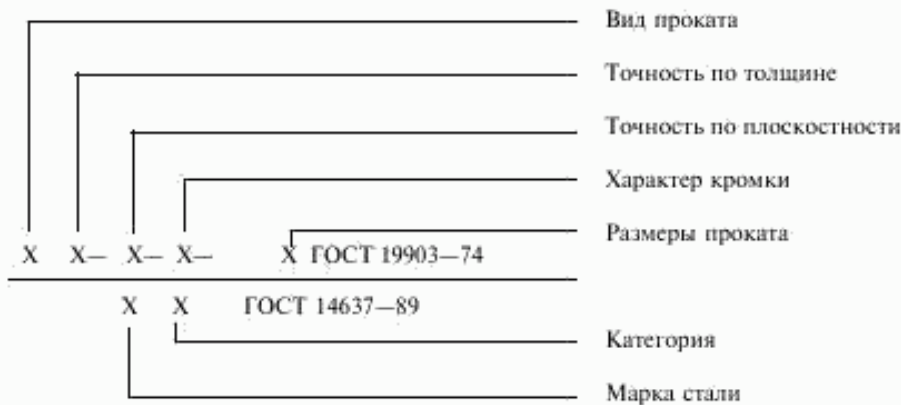 Вид проката
Точность по толщине
Точность по плоскостности
Характер кромки
Размеры проката
X X— X— X— X ГОСТ 19903—74
X X ГОСТ 14637—89
Категория
Марка стали